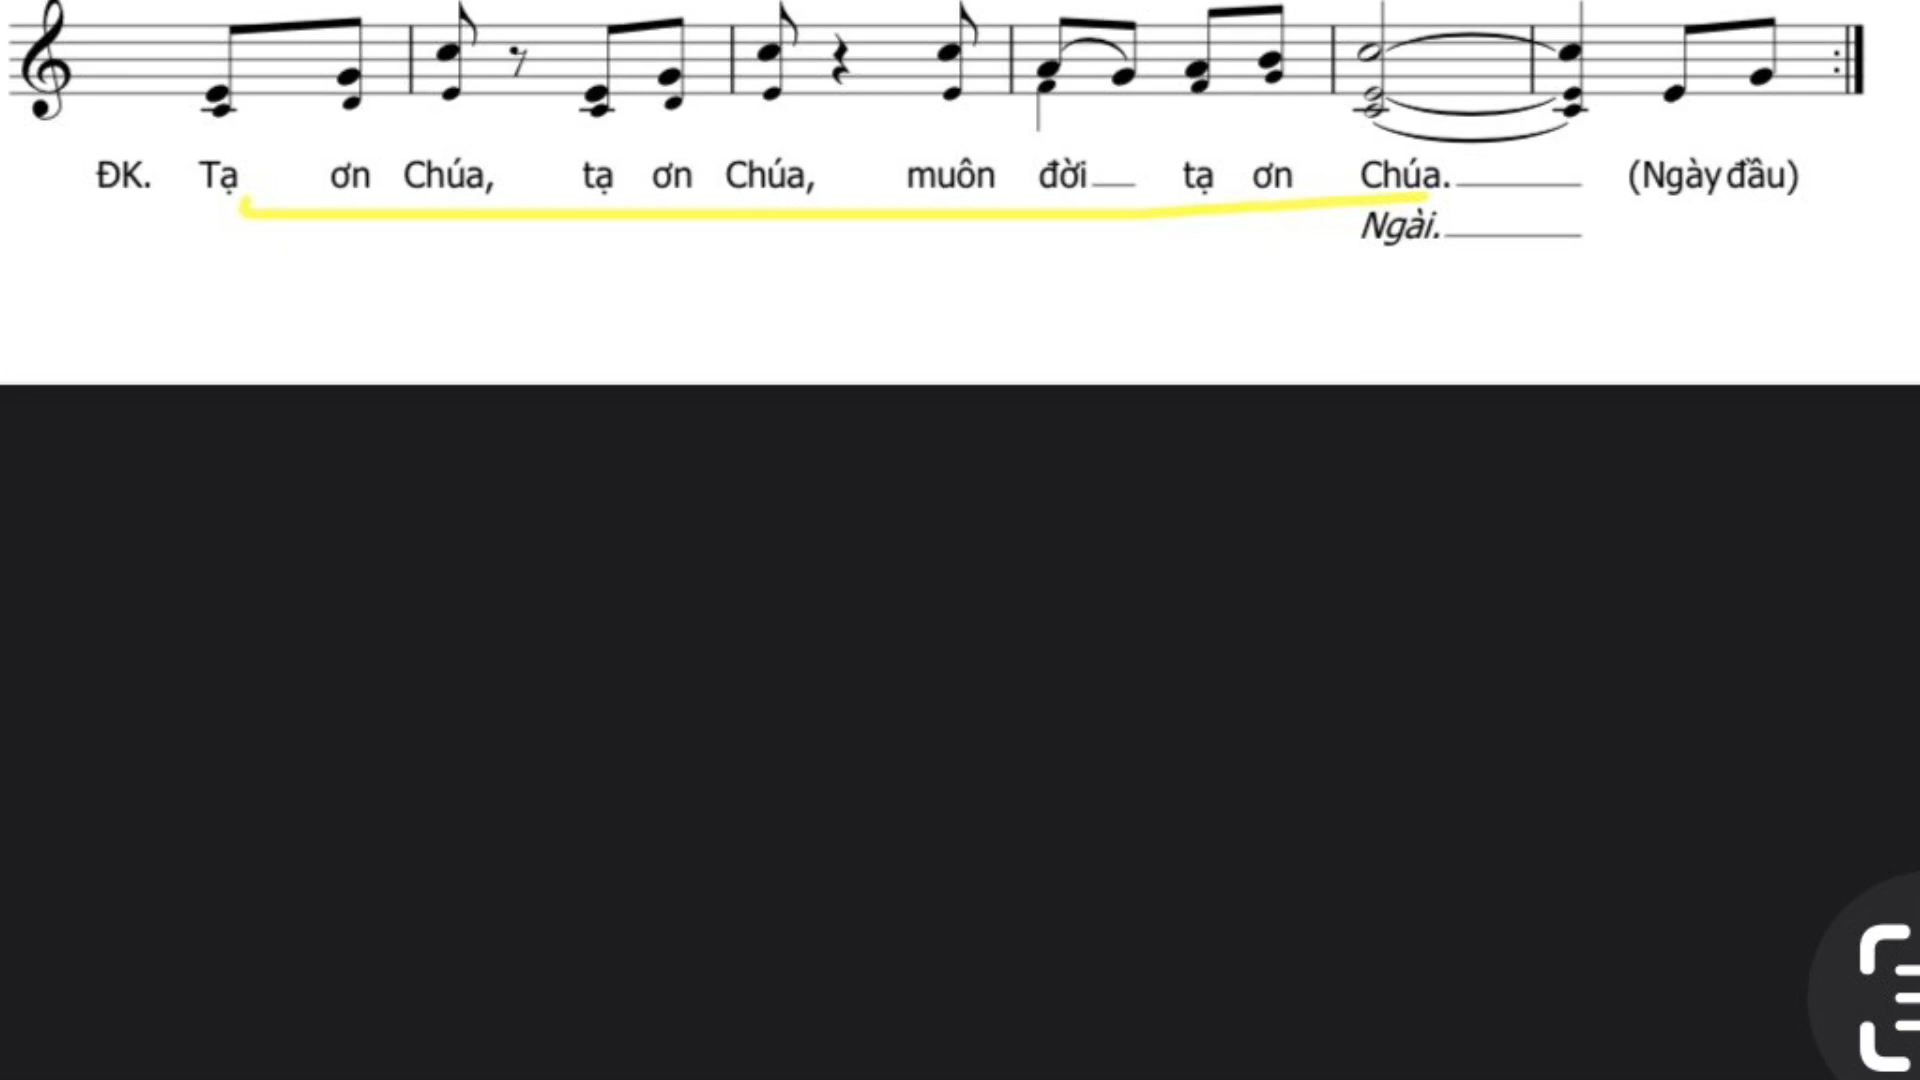 ĐK. Tạ ơn Chúa, tạ ơn Chúa, muôn đời tạ ơn Chúa. (Ngày đầu)
Ngài.